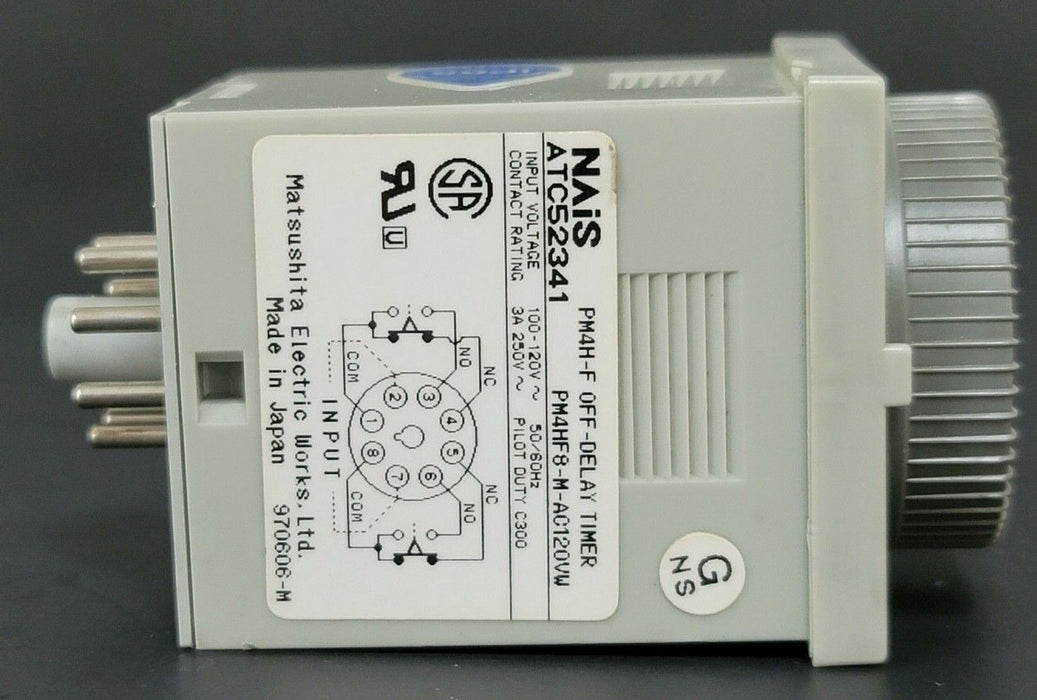 NAiS PM4H-F OFF-DELAY TIMER
ATC52341 PM4HF8-M-AC120VW
INPUT VOLTAGE 100-120V～ 50/60Hz
CONTACT RATING 3A 250V～ PILOT DUTY C300
SA
UR
U
NC
NO
NC
NO
2
3
4
1
5
8
7
6
COM
COM
INPUT
Matsushita Electric Works,Ltd.
Made in Japan 970606-M
G
NS